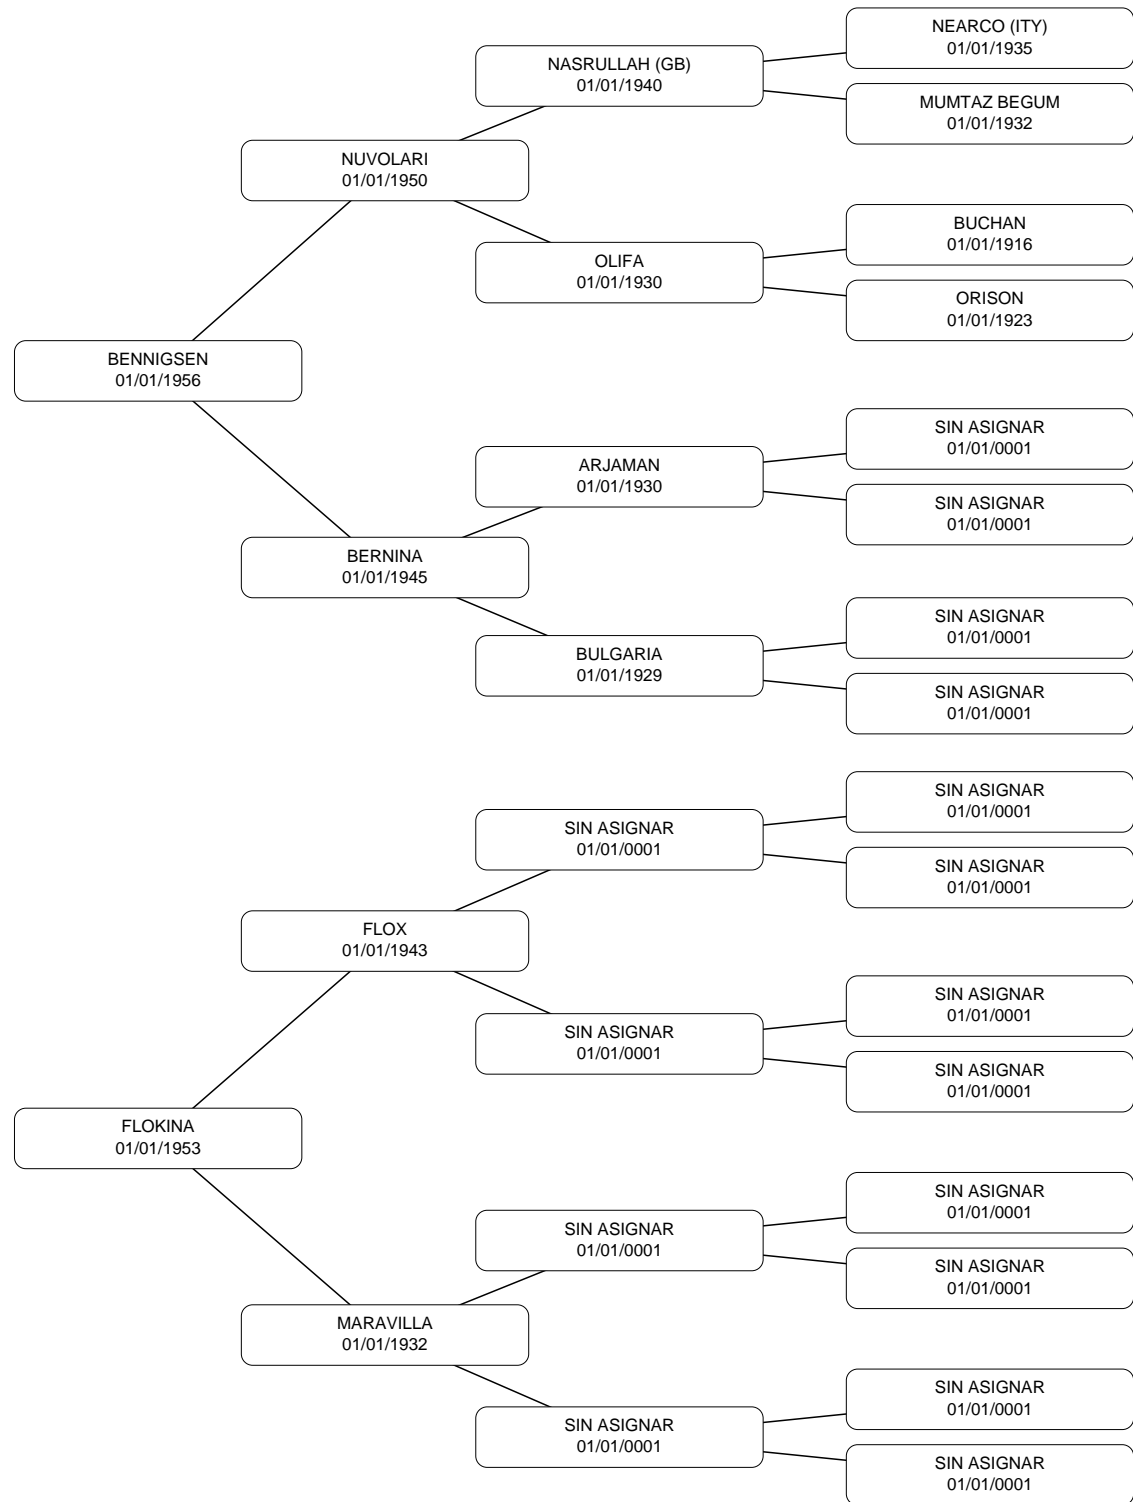 NEARCO (ITY)
01/01/1935
NASRULLAH (GB)
01/01/1940
MUMTAZ BEGUM
01/01/1932
NUVOLARI
01/01/1950
BUCHAN
01/01/1916
OLIFA
01/01/1930
ORISON
01/01/1923
BENNIGSEN
01/01/1956
SIN ASIGNAR
01/01/0001
ARJAMAN
01/01/1930
SIN ASIGNAR
01/01/0001
BERNINA
01/01/1945
SIN ASIGNAR
01/01/0001
BULGARIA
01/01/1929
SIN ASIGNAR
01/01/0001
SIN ASIGNAR
01/01/0001
SIN ASIGNAR
01/01/0001
SIN ASIGNAR
01/01/0001
FLOX
01/01/1943
SIN ASIGNAR
01/01/0001
SIN ASIGNAR
01/01/0001
SIN ASIGNAR
01/01/0001
FLOKINA
01/01/1953
SIN ASIGNAR
01/01/0001
SIN ASIGNAR
01/01/0001
SIN ASIGNAR
01/01/0001
MARAVILLA
01/01/1932
SIN ASIGNAR
01/01/0001
SIN ASIGNAR
01/01/0001
SIN ASIGNAR
01/01/0001